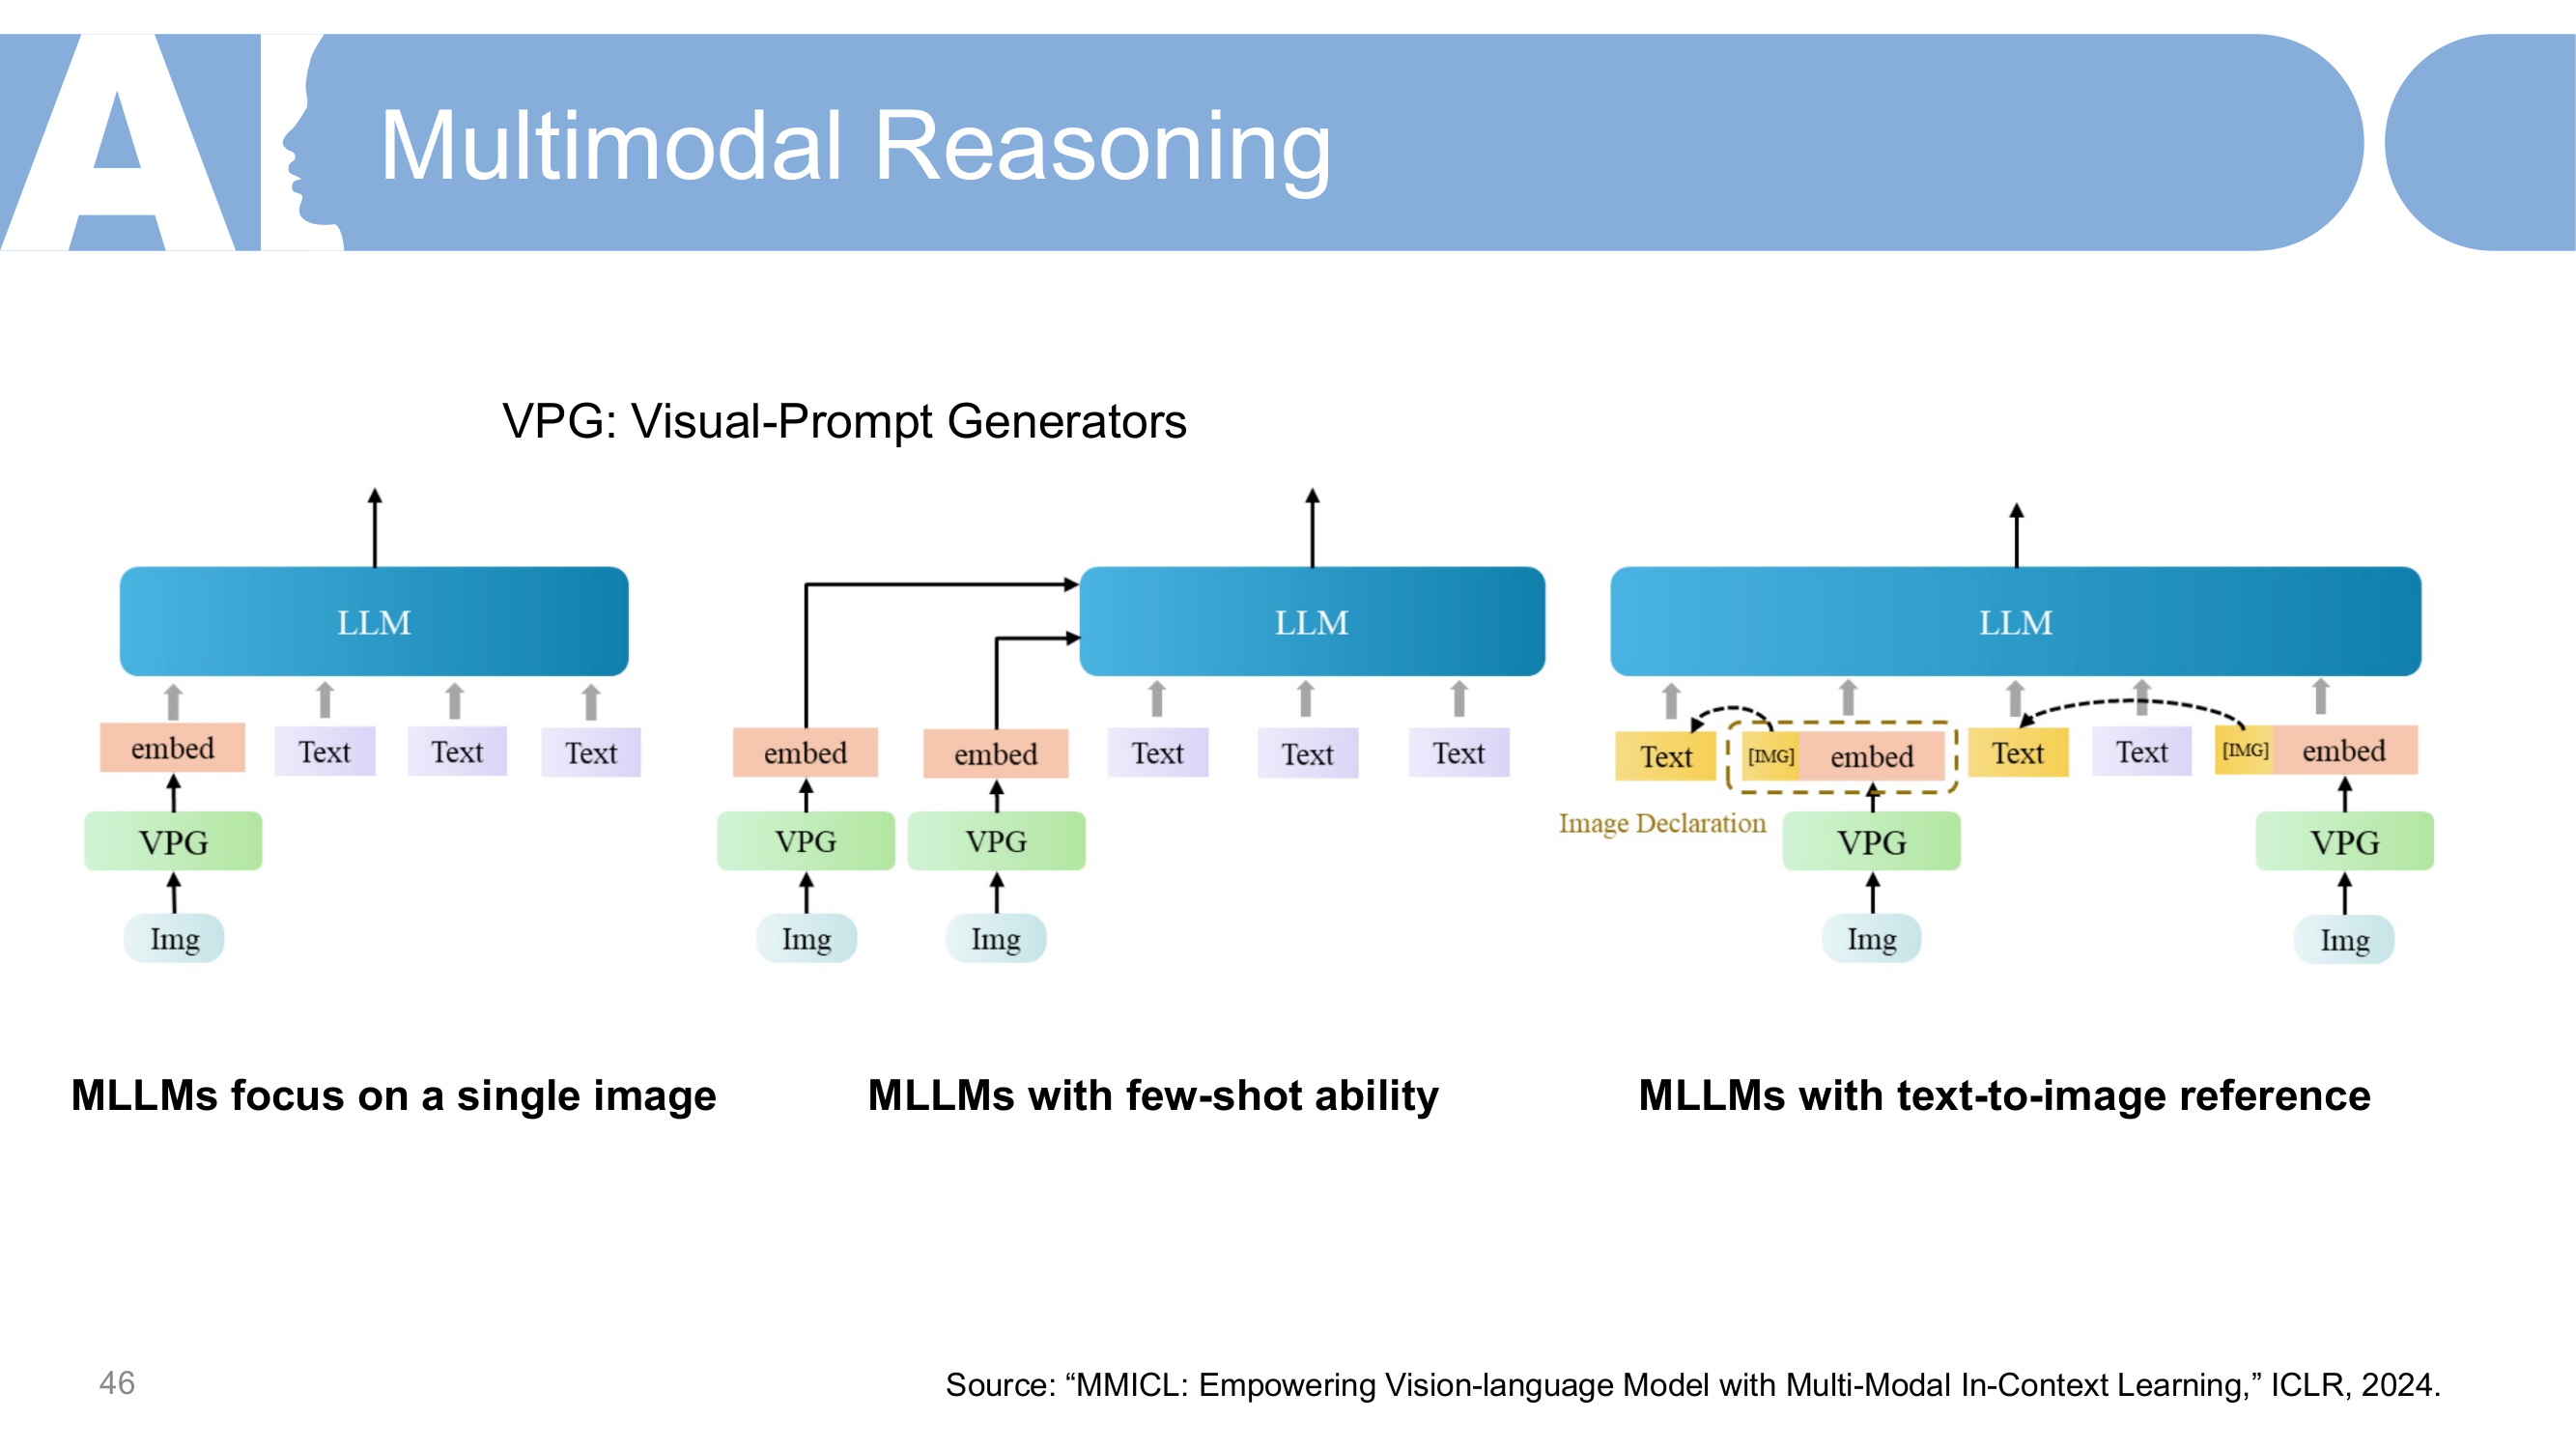 AI
Multimodal Reasoning
VPG: Visual-Prompt Generators
LLM
embed
Text
Text
Text
VPG
Img
MLLMs focus on a single image
LLM
embed
embed
Text
Text
Text
VPG
VPG
Img
Img
MLLMs with few-shot ability
LLM
Text
[IMG]
embed
Text
Text
[IMG]
embed
Image Declaration
VPG
VPG
Img
Img
MLLMs with text-to-image reference
46
Source: “MMICL: Empowering Vision-language Model with Multi-Modal In-Context Learning,” ICLR, 2024.